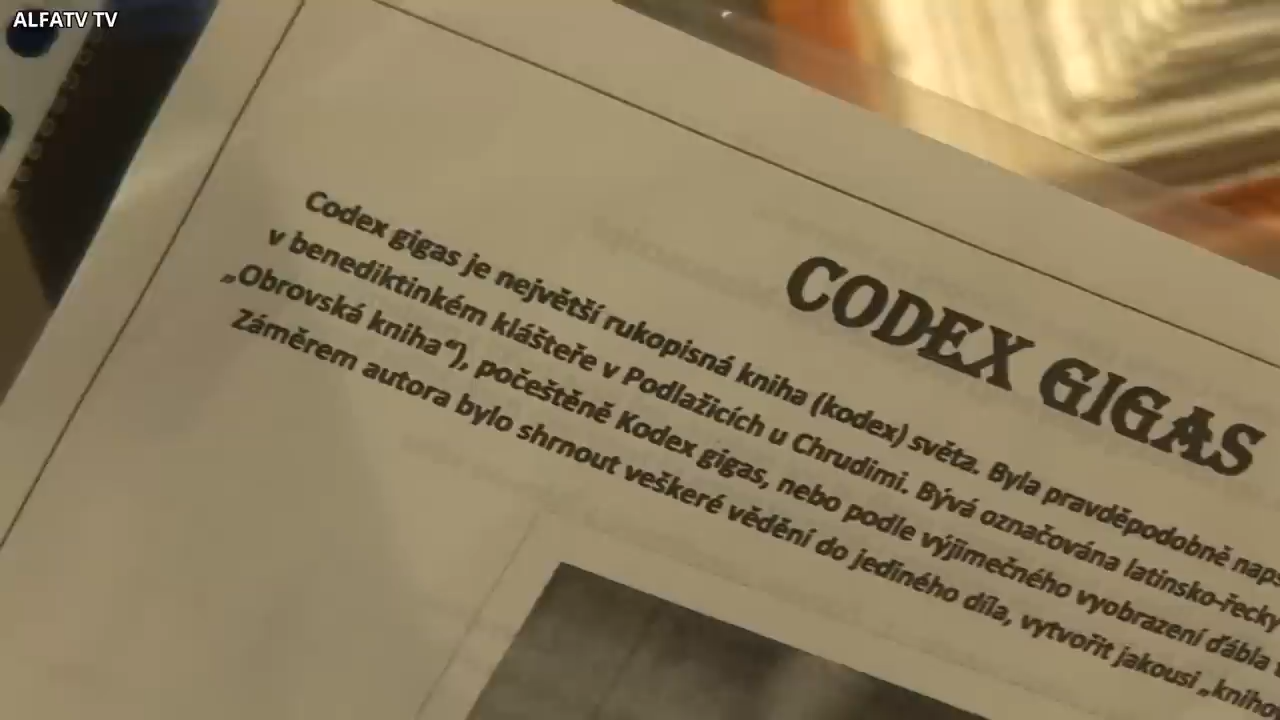 ALFATV TV
CODEX GIGAS
Codex gigas je největší rukopisná kniha (kodex) světa. Byla pravděpodobně naps
v benediktinkém klášteře v Podlažicích u Chrudimi. Bývá označována latinsko-řecky
„Obrovská kniha“), počeštěně Kodex gigas, nebo podle výjimečného vyobrazení ďábla
Záměrem autora bylo shrnout veškeré vědění do jediného díla, vytvořit jakousi „kniho